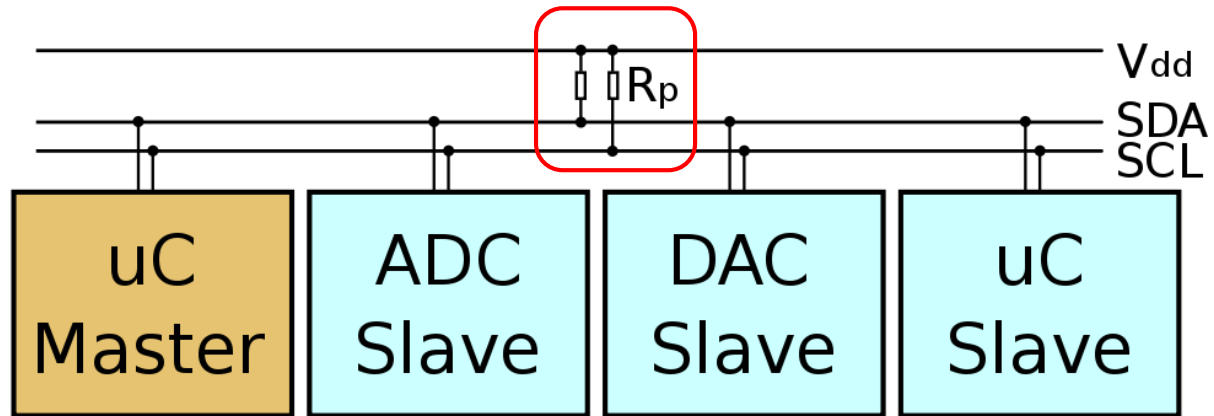 Vdd
Rp
SDA
SCL
uC
Master
ADC
Slave
DAC
Slave
uC
Slave